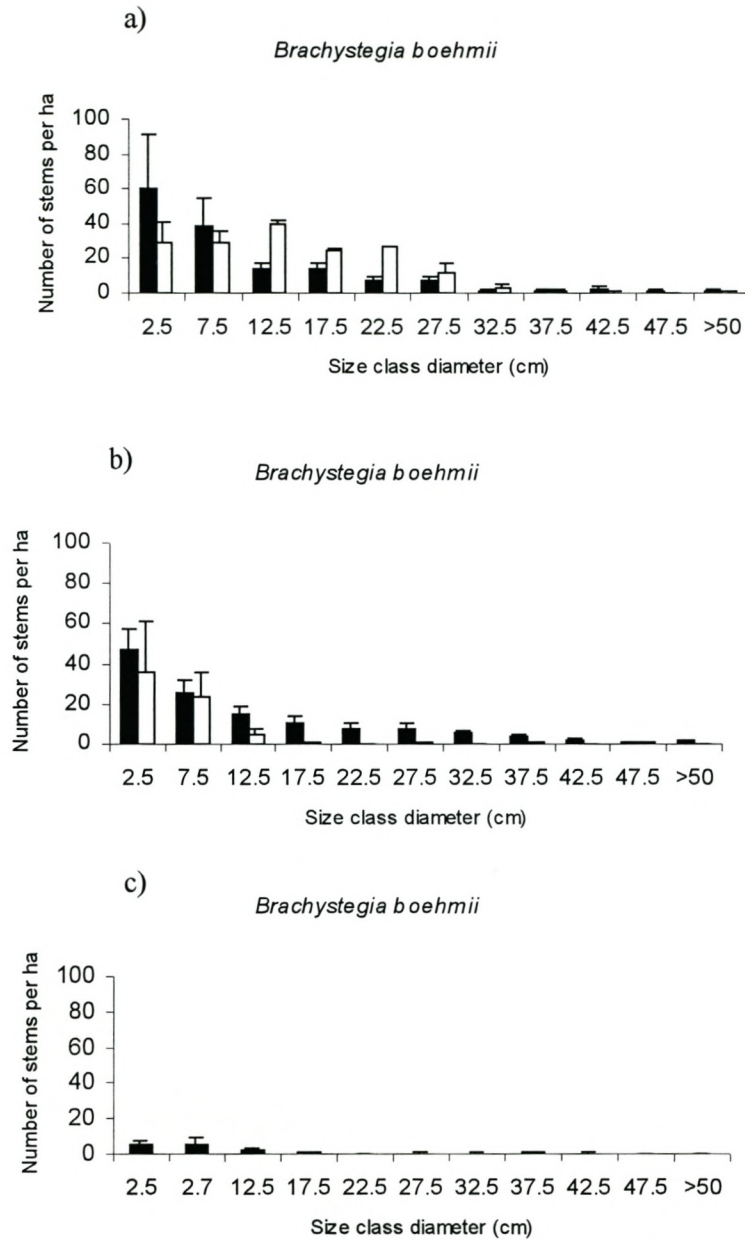 a)
Brachystegia boehmii
Number of stems per ha
100
80
60
40
20
0
2.5 7.5 12.5 17.5 22.5 27.5 32.5 37.5 42.5 47.5 >50
Size class diameter (cm)
b)
Brachystegia boehmii
Number of stems per ha
100
80
60
40
20
0
2.5 7.5 12.5 17.5 22.5 27.5 32.5 37.5 42.5 47.5 >50
Size class diameter (cm)
c)
Brachystegia boehmii
Number of stems per ha
100
80
60
40
20
0
2.5 2.7 12.5 17.5 22.5 27.5 32.5 37.5 42.5 47.5 >50
Size class diameter (cm)